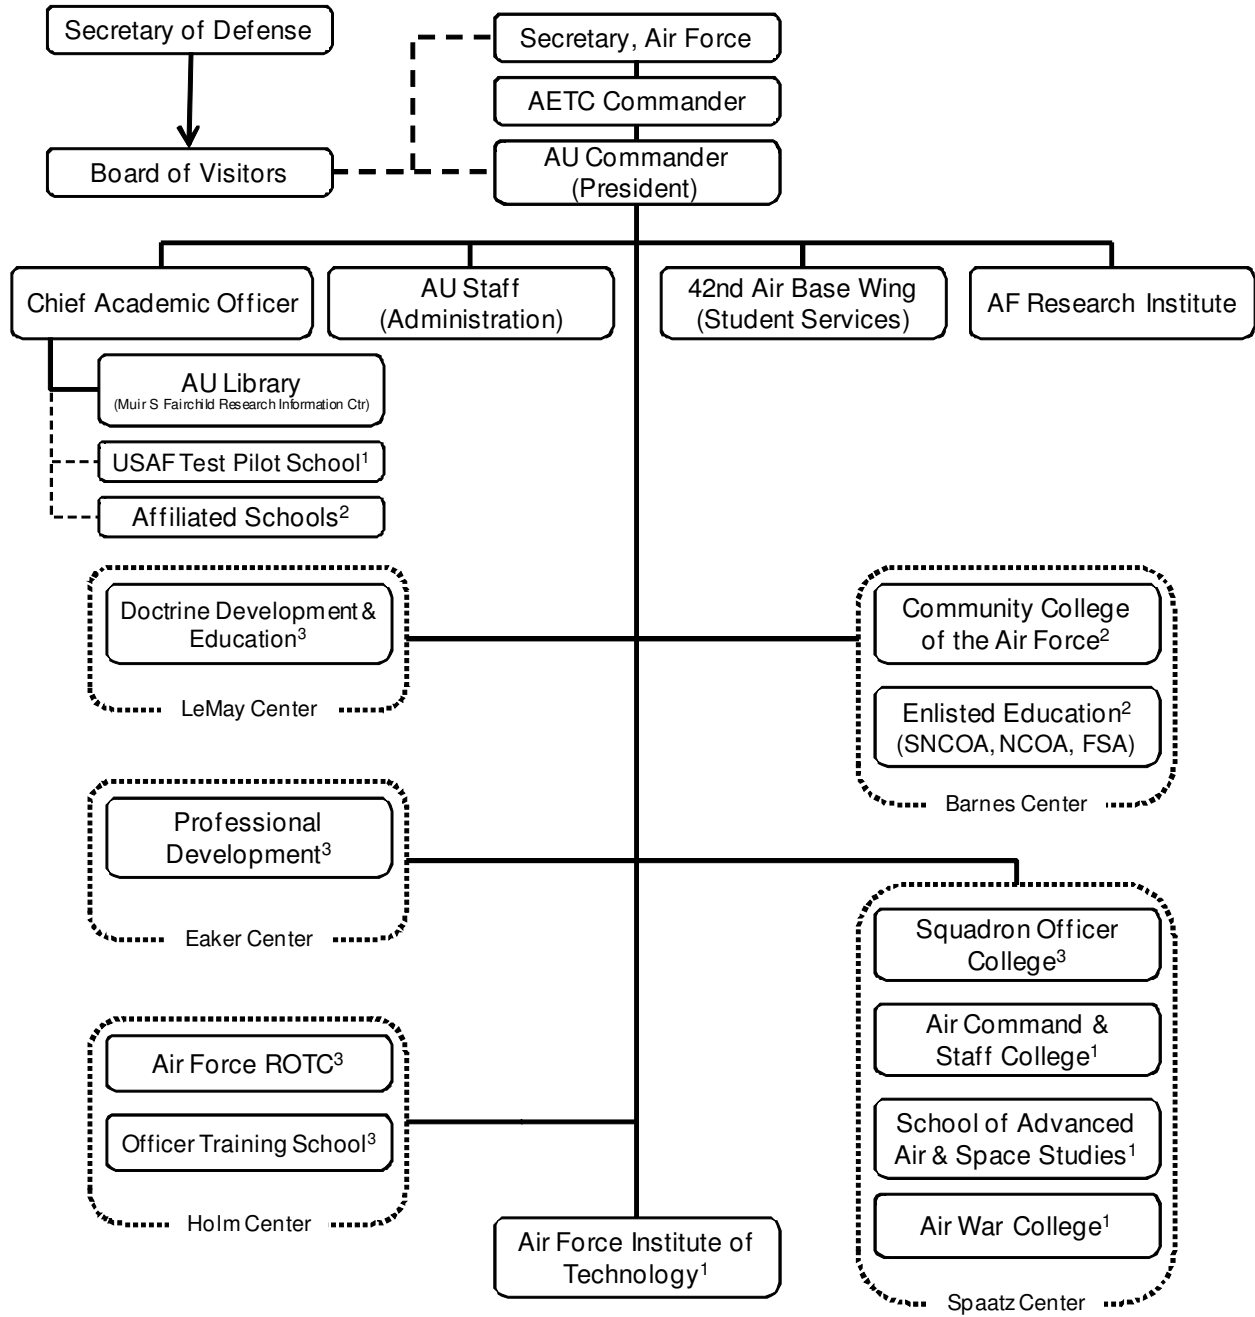 Secretary of Defense
Secretary, Air Force
AETC Commander
Board of Visitors
AU Commander
(President)
Chief Academic Officer
AU Staff
(Administration)
42nd Air Base Wing
(Student Services)
AF Research Institute
AU Library
(Muir S Fairchild Research Information Ctr)
USAF Test Pilot School¹
Affiliated Schools²
Doctrine Development &
Education³
LeMay Center
Community College
of the Air Force²
Enlisted Education²
(SNCOA, NCOA, FSA)
Barnes Center
Professional
Development³
Eaker Center
Squadron Officer
College³
Air Command &
Staff College¹
School of Advanced
Air & Space Studies¹
Air War College¹
Spaatz Center
Air Force ROTC³
Officer Training School³
Holm Center
Air Force Institute of
Technology¹